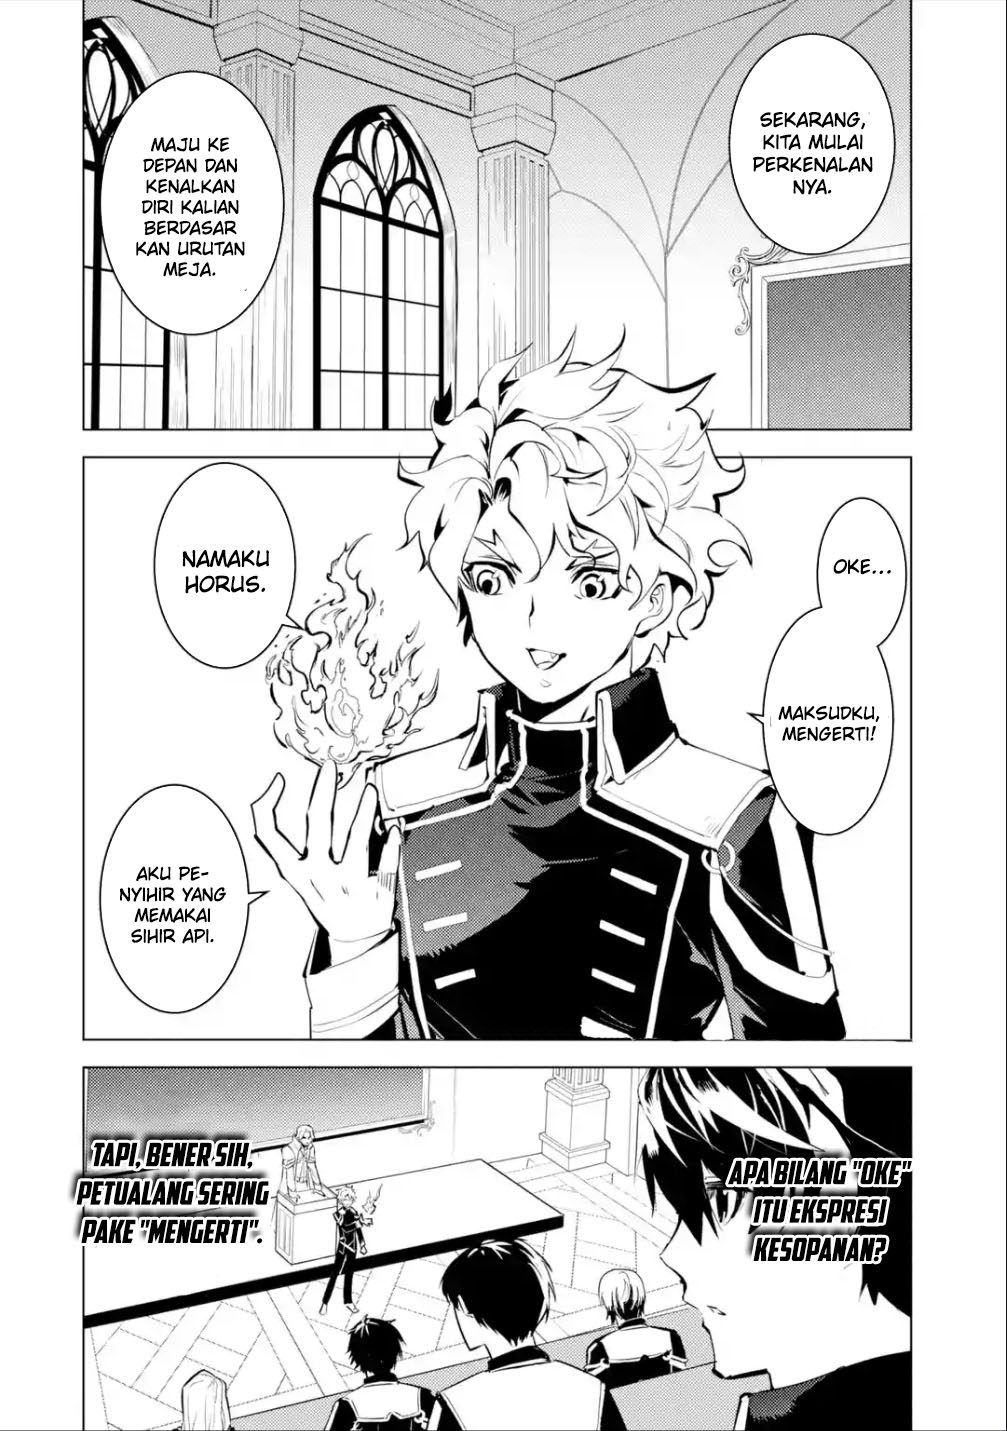 SEKARANG,
KITA MULAI
PERKENALAN
NYA.
MAJU KE
DEPAN DAN
KENALKAN
DIRI KALIAN
BERDASAR
KAN URUTAN
MEJA.
OKE...
MAKSUDKU,
MENGERTI!
NAMAKU
HORUS.
AKU PE-
NYIHIR YANG
MEMAKAI
SIHIR API.
APA BILANG "OKE"
ITU EKSPRESI
KESOPANAN?
TAPI, BENER SIH,
PETUALANG SERING
PAKE "MENGERTI".